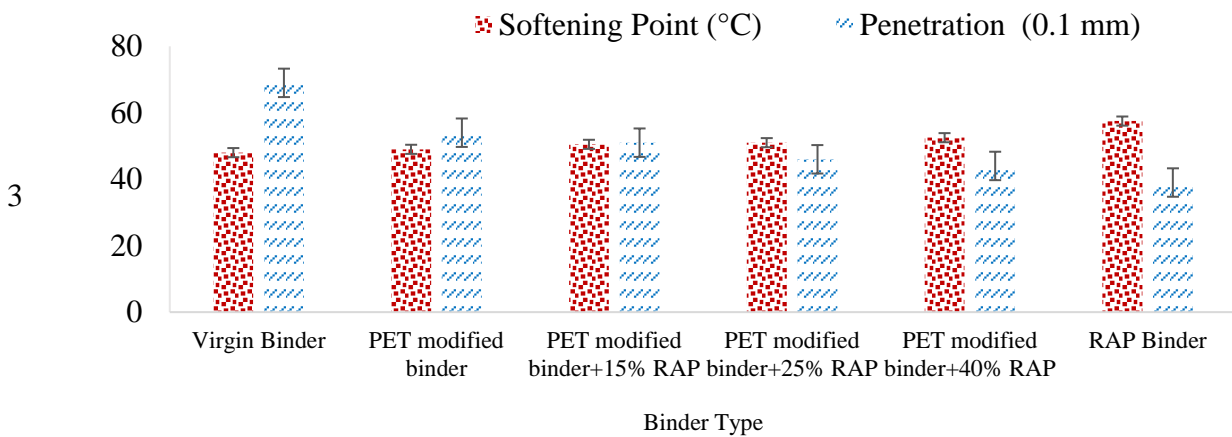 Softening Point (°C) Penetration (0.1 mm)
80
60
40
20
0
3
Virgin Binder
PET modified
binder
PET modified
binder+15% RAP
PET modified
binder+25% RAP
PET modified
binder+40% RAP
RAP Binder
Binder Type